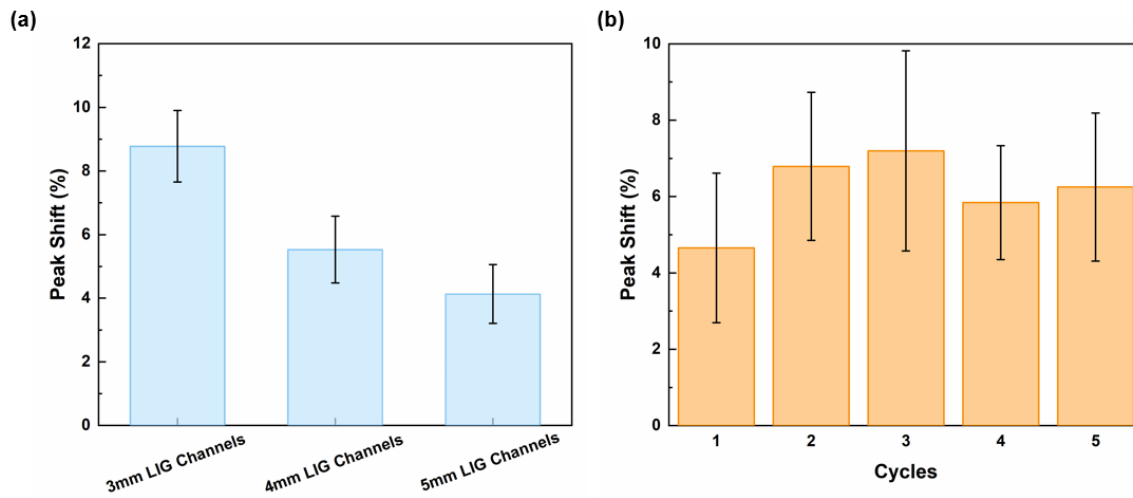 (a)
Peak Shift (%)
12
10
8
6
4
2
0
3mm LIG Channels
4mm LIG Channels
5mm LIG Channels
(b)
Peak Shift (%)
10
8
6
4
2
0
1
2
3
4
5
Cycles